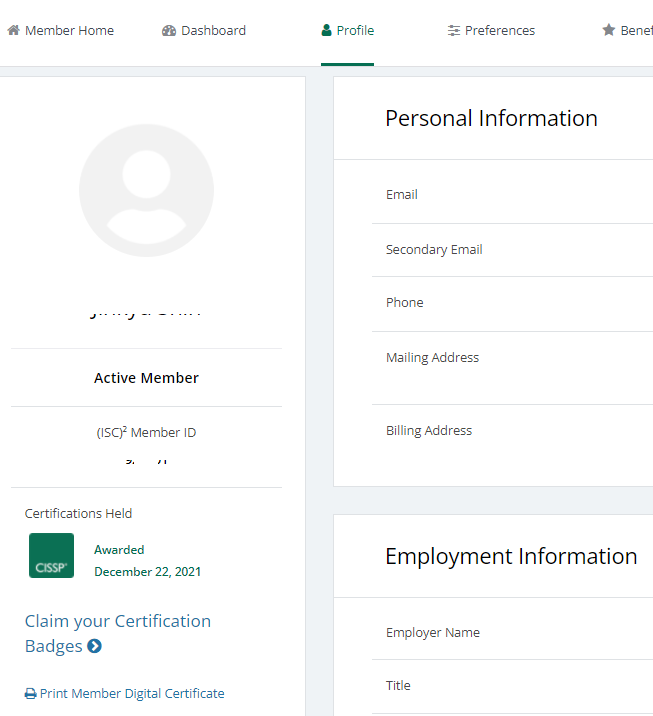 Member Home
Dashboard
Profile
Preferences
Benef
Active Member
(ISC)² Member ID
Certifications Held
CISSP
Awarded
December 22, 2021
Claim your Certification
Badges
Print Member Digital Certificate
Personal Information
Email
Secondary Email
Phone
Mailing Address
Billing Address
Employment Information
Employer Name
Title